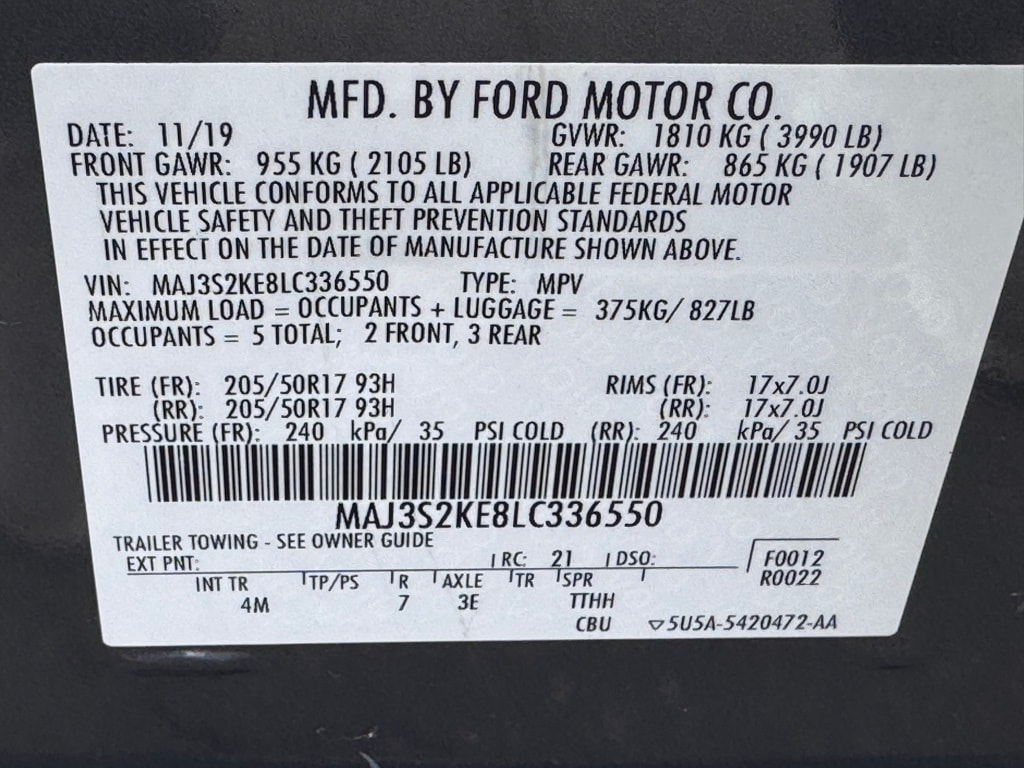 MFD. BY FORD MOTOR CO.
DATE: 11/19 GVWR: 1810 KG ( 3990 LB)
FRONT GAWR: 955 KG ( 2105 LB) REAR GAWR: 865 KG ( 1907 LB)
THIS VEHICLE CONFORMS TO ALL APPLICABLE FEDERAL MOTOR
VEHICLE SAFETY AND THEFT PREVENTION STANDARDS
IN EFFECT ON THE DATE OF MANUFACTURE SHOWN ABOVE.
VIN: MAJ3S2KE8LC336550 TYPE: MPV
MAXIMUM LOAD = OCCUPANTS + LUGGAGE = 375KG/ 827LB
OCCUPANTS = 5 TOTAL; 2 FRONT, 3 REAR
TIRE (FR): 205/50R17 93H RIMS (FR): 17x7.0J
(RR): 205/50R17 93H (RR): 17x7.0J
PRESSURE (FR): 240 kPa/ 35 PSI COLD (RR): 240 kPa/ 35 PSI COLD
MAJ3S2KE8LC336550
TRAILER TOWING - SEE OWNER GUIDE
EXT PNT: RC: 21 DSO: F0012
R0022
INT TR TP/PS R AXLE TR SPR
4M 7 3E TTHH
CBU ▽5U5A-5420472-AA